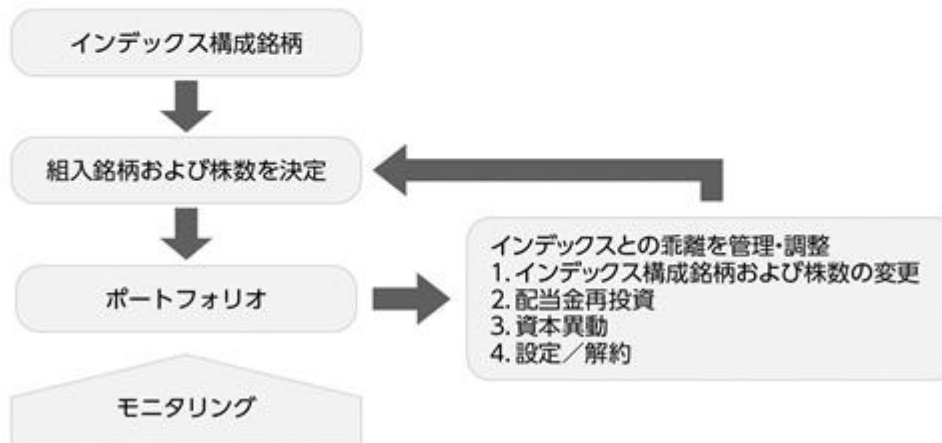 インデックス構成銘柄
組入銘柄および株数を決定
ポートフォリオ
インデックスとの乖離を管理・調整
1. インデックス構成銘柄および株数の変更
2. 配当金再投資
3. 資本異動
4. 設定／解約
モニタリング